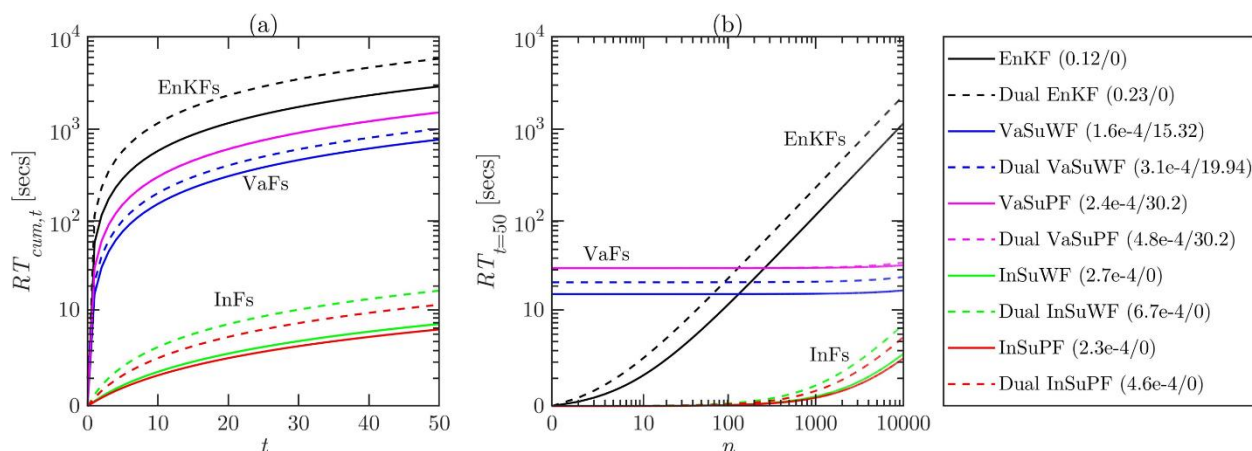 (a)
10^4
10^3
10^2
10
0
RT_{cum,t} [secs]
EnKFs
VaFs
InFs
0 10 20 30 40 50
t
(b)
10^4
10^3
10^2
10
0
RT_{t=50} [secs]
EnKFs
VaFs
InFs
0 10 100 1000 10000
n
EnKF (0.12/0)
Dual EnKF (0.23/0)
VaSuWF (1.6e-4/15.32)
Dual VaSuWF (3.1e-4/19.94)
VaSuPF (2.4e-4/30.2)
Dual VaSuPF (4.8e-4/30.2)
InSuWF (2.7e-4/0)
Dual InSuWF (6.7e-4/0)
InSuPF (2.3e-4/0)
Dual InSuPF (4.6e-4/0)